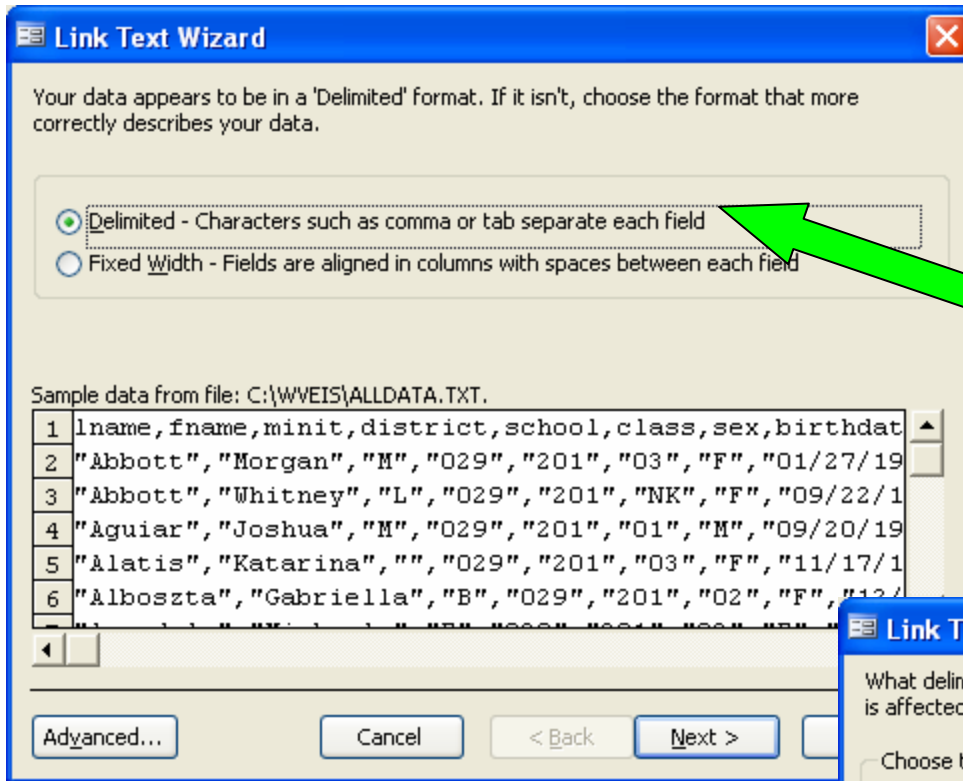 Link Text Wizard
Your data appears to be in a 'Delimited' format. If it isn't, choose the format that more
correctly describes your data.
Delimited - Characters such as comma or tab separate each field
Fixed Width - Fields are aligned in columns with spaces between each field
Sample data from file: C:\WVEIS\ALLDATA.TXT.
1 lname,fname,minit,district,school,class,sex,birthdat
2 "Abbott","Morgan","M","029","201","03","F","01/27/19
3 "Abbott","Whitney","L","029","201","NK","F","09/22/1
4 "Aguiar","Joshua","M","029","201","01","M","09/20/19
5 "Alatis","Katarina","","029","201","03","F","11/17/1
6 "Alboszta","Gabriella","B","029","201","02","F","12/
Advanced... Cancel < Back Next >
Link T
What delim
is affected
Choose t